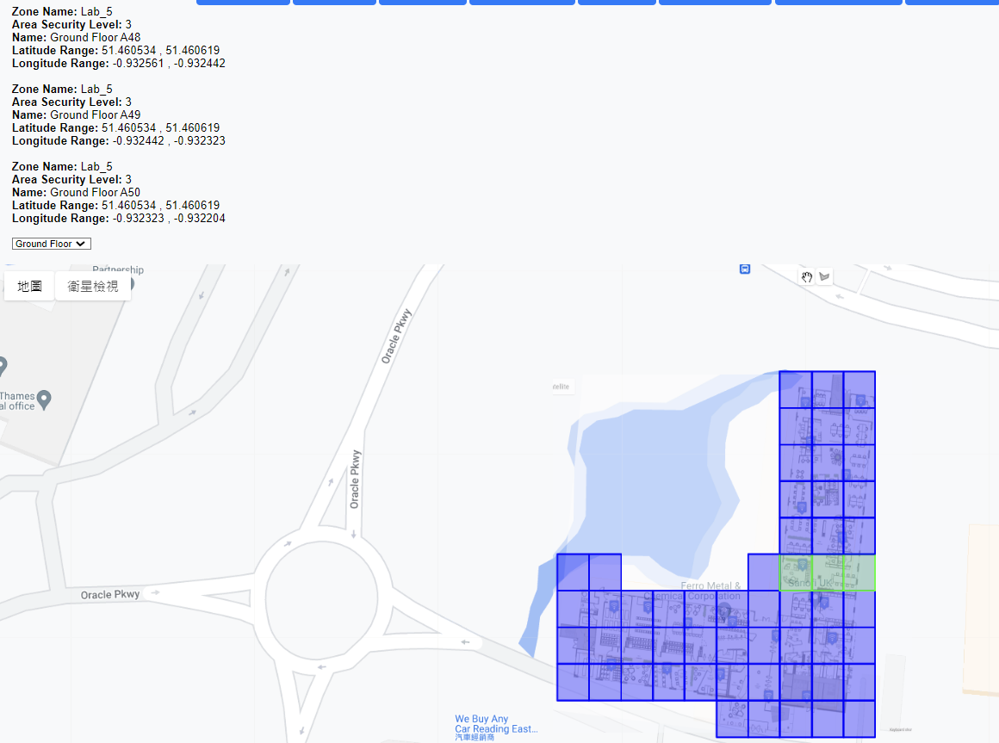 Zone Name: Lab_5
Area Security Level: 3
Name: Ground Floor A48
Latitude Range: 51.460534 , 51.460619
Longitude Range: -0.932561 , -0.932442
Zone Name: Lab_5
Area Security Level: 3
Name: Ground Floor A49
Latitude Range: 51.460534 , 51.460619
Longitude Range: -0.932442 , -0.932323
Zone Name: Lab_5
Area Security Level: 3
Name: Ground Floor A50
Latitude Range: 51.460534 , 51.460619
Longitude Range: -0.932323 , -0.932204
Ground Floor
Partnership
地圖
衛星檢視
Oracle Pkwy
Thames
al office
tellite
Oracle Pkwy
Ferro Metal &
Chemical Corporation
Sanofi UK
Oracle Pkwy
We Buy Any
Car Reading East...
汽車經銷商